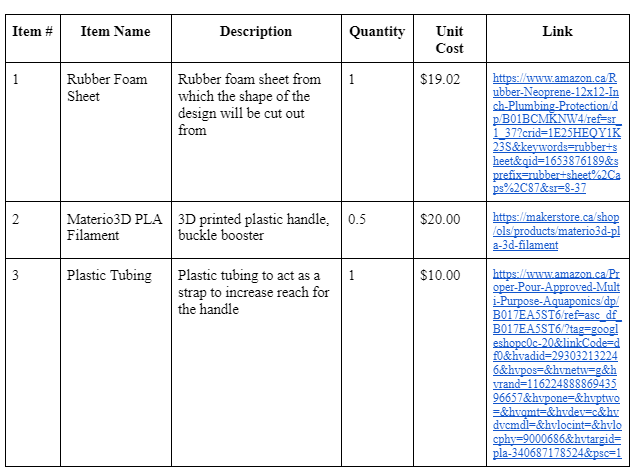 Item # Item Name Description Quantity Unit Cost Link
1 Rubber Foam Sheet Rubber foam sheet from which the shape of the design will be cut out from 1 $19.02 https://www.amazon.ca/Rubber-Neoprene-12x12-Inch-Plumbing-Protection/dp/B01BCMKNW4/ref=sr_1_37?crid=1E25HEQY1K23S&keywords=rubber+sheet&qid=1653876189&sprefix=rubber+sheet%2Caps%2C87&sr=8-37
2 Materio3D PLA Filament 3D printed plastic handle, buckle booster 0.5 $20.00 https://makerstore.ca/shop/ols/products/materio3d-pla-3d-filament
3 Plastic Tubing Plastic tubing to act as a strap to increase reach for the handle 1 $10.00 https://www.amazon.ca/Proper-Pour-Approved-Multi-Purpose-Aquaponics/dp/B017EA5ST6/ref=asc_df_B017EA5ST6/?tag=googleshopc0c-20&linkCode=df0&hvadid=293032132246&hvpos=&hvnetw=g&hvrand=11622488886943596657&hvpone=&hvptwo=&hvqmt=&hvdev=c&hvdvcmdl=&hvlocint=&hvlocphy=9000686&hvtargid=pla-340687178524&psc=1